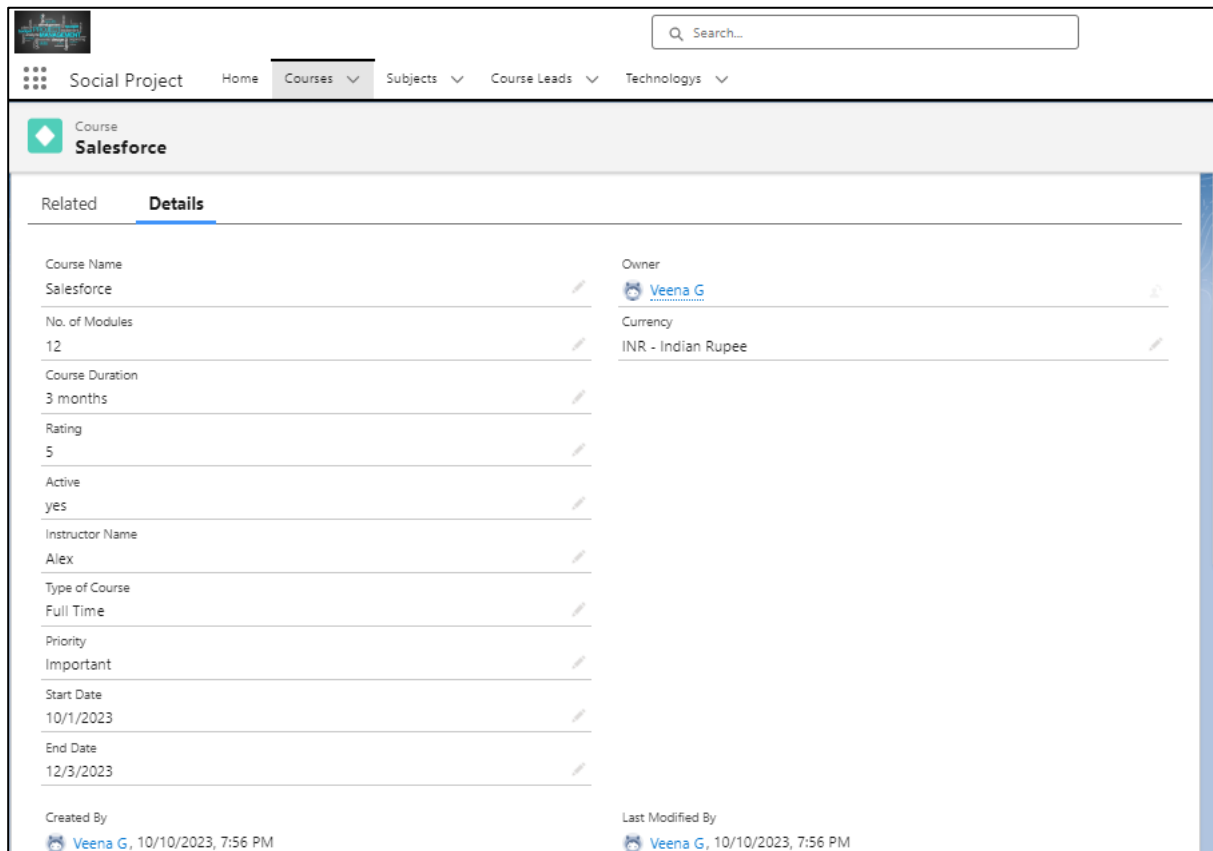 MANAGEMENT
Search...
Social Project Home Courses Subjects Course Leads Technologys
Course
Salesforce
Related Details
Course Name
Salesforce
No. of Modules
12
Course Duration
3 months
Rating
5
Active
yes
Instructor Name
Alex
Type of Course
Full Time
Priority
Important
Start Date
10/1/2023
End Date
12/3/2023
Owner
Veena G
Currency
INR - Indian Rupee
Created By
Veena G, 10/10/2023, 7:56 PM
Last Modified By
Veena G, 10/10/2023, 7:56 PM